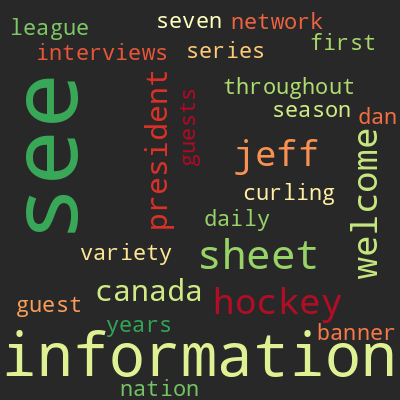 league
seven
network
interviews
series
first
see
president
guests
throughout
season
dan
jeff
welcome
curling
daily
variety
sheet
canada
guest
hockey
years
banner
information
nation